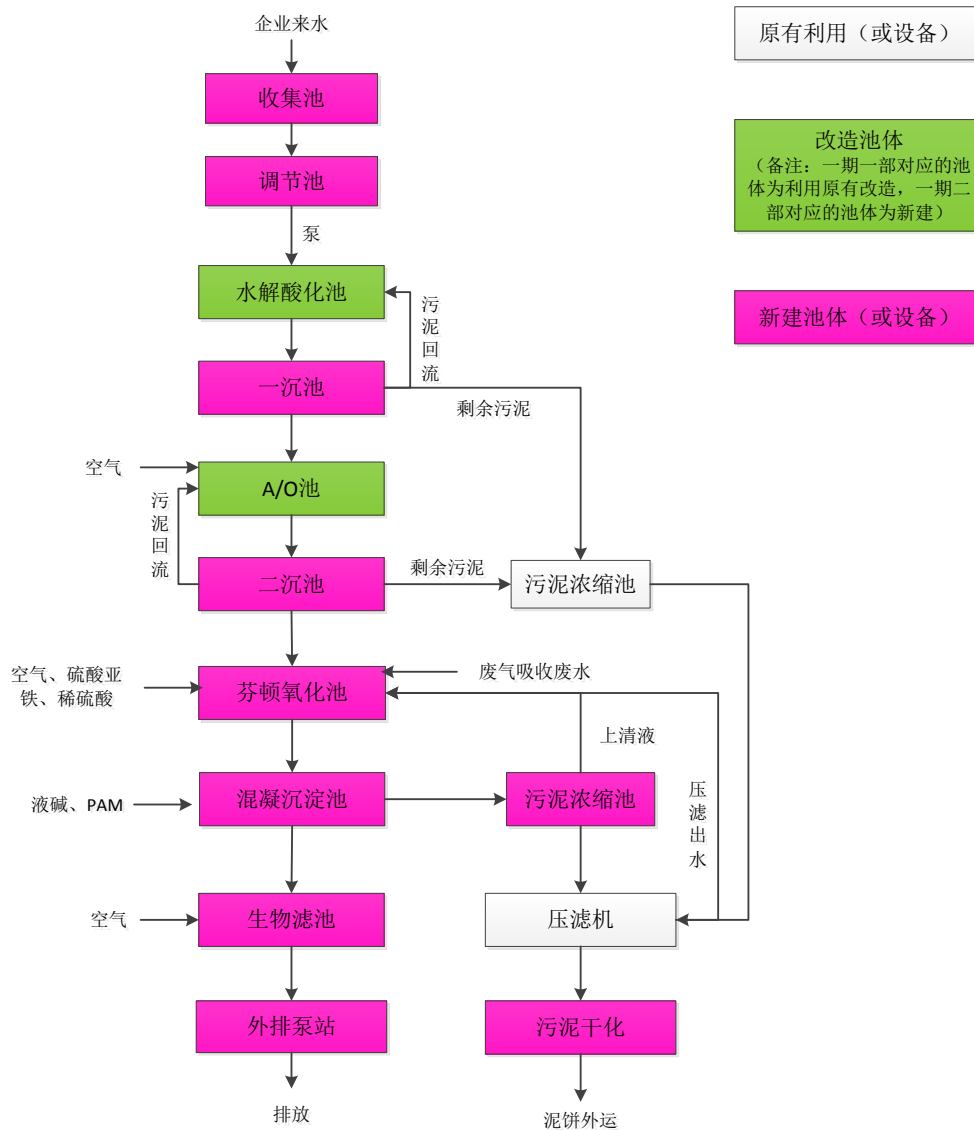 企业来水
原有利用（或设备）
收集池
改造池体
（备注：一期一部对应的池
体为利用原有改造，一期二
部对应的池体为新建）
调节池
泵
水解酸化池
污
泥
回
流
新建池体（或设备）
一沉池
剩余污泥
空气
A/O池
污
泥
回
流
二沉池
剩余污泥
污泥浓缩池
空气、硫酸亚
铁、稀硫酸
芬顿氧化池
废气吸收废水
上清液
液碱、PAM
混凝沉淀池
污泥浓缩池
压
滤
出
水
空气
生物滤池
压滤机
外排泵站
污泥干化
排放
泥饼外运